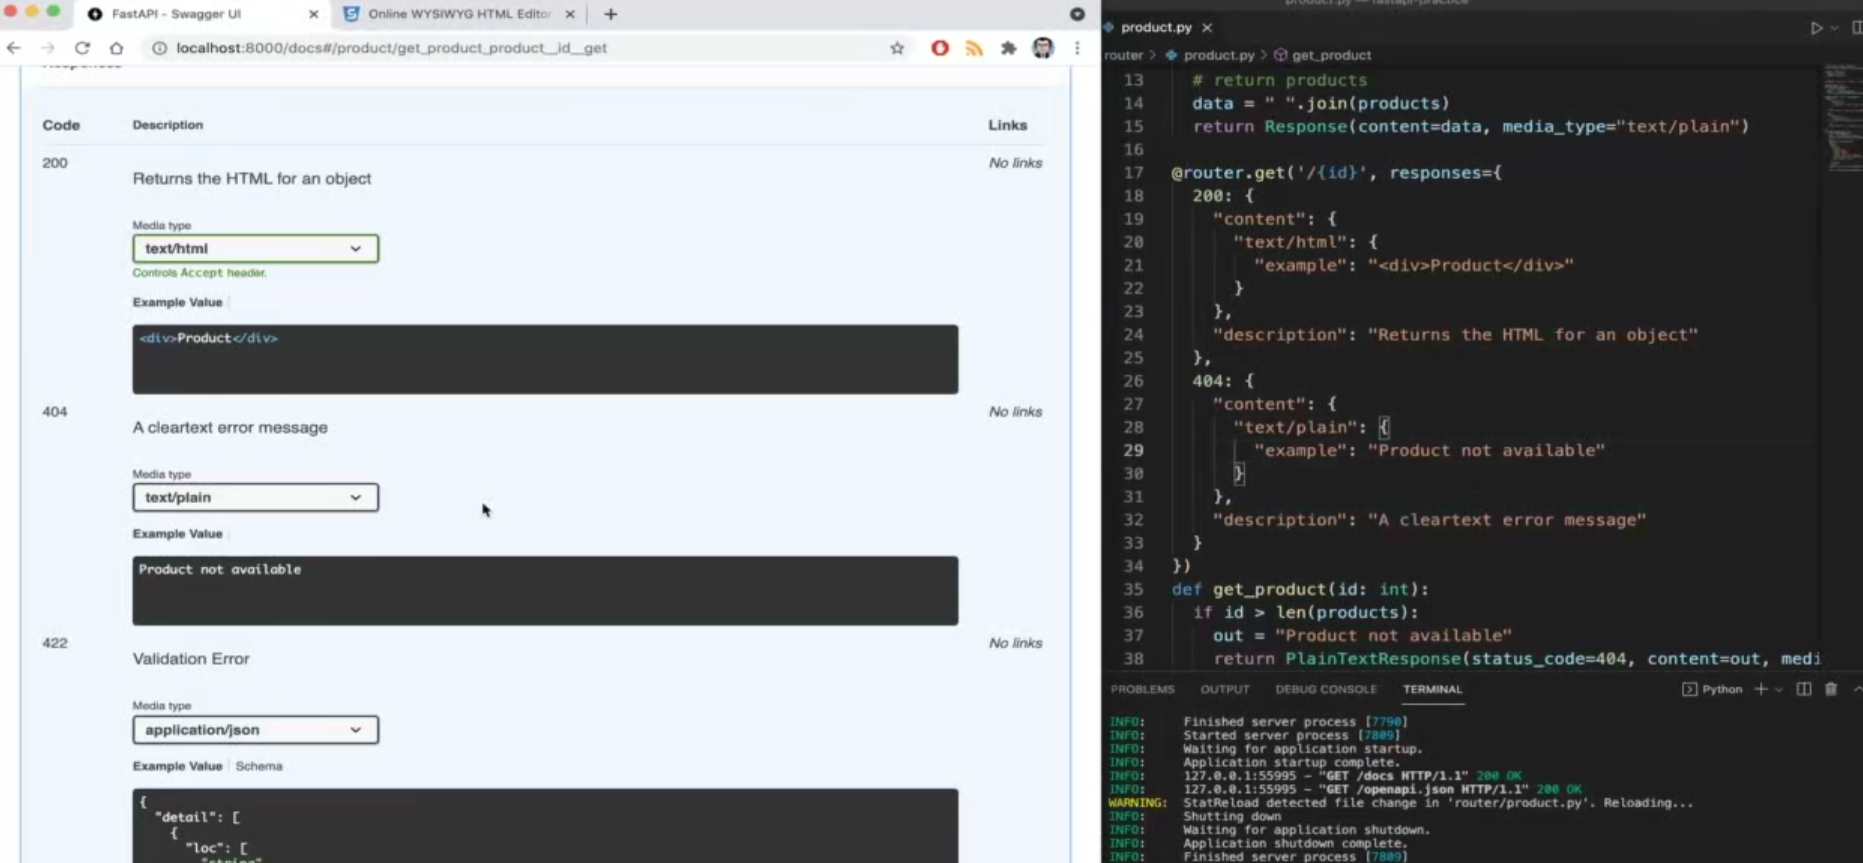 FastAPI - Swagger UI
Online WYSIWYG HTML Editor
localhost:8000/docs#/product/get_product_product__id__get
Code Description Links
200 No links
Returns the HTML for an object
Media type
text/html
Controls Accept header.
Example Value
<div>Product</div>
404 No links
A cleartext error message
Media type
text/plain
Example Value
Product not available
422 No links
Validation Error
Media type
application/json
Example Value Schema
{
"detail": [
{
"loc": [
product.py — fastapi-practice
product.py
router > product.py > get_product
13 # return products
14 data = " ".join(products)
15 return Response(content=data, media_type="text/plain")
16
17 @router.get('/{id}', responses={
18 200: {
19 "content": {
20 "text/html": {
21 "example": "<div>Product</div>"
22 }
23 },
24 "description": "Returns the HTML for an object"
25 },
26 404: {
27 "content": {
28 "text/plain": {
29 "example": "Product not available"
30 }
31 },
32 "description": "A cleartext error message"
33 }
34 })
35 def get_product(id: int):
36 if id > len(products):
37 out = "Product not available"
38 return PlainTextResponse(status_code=404, content=out, medi
PROBLEMS OUTPUT DEBUG CONSOLE TERMINAL Python
INFO: Finished server process [7790]
INFO: Started server process [7809]
INFO: Waiting for application startup.
INFO: Application startup complete.
INFO: 127.0.0.1:55995 - "GET /docs HTTP/1.1" 200 OK
INFO: 127.0.0.1:55995 - "GET /openapi.json HTTP/1.1" 200 OK
WARNING: StatReload detected file change in 'router/product.py'. Reloading...
INFO: Shutting down
INFO: Waiting for application shutdown.
INFO: Application shutdown complete.
INFO: Finished server process [7809]